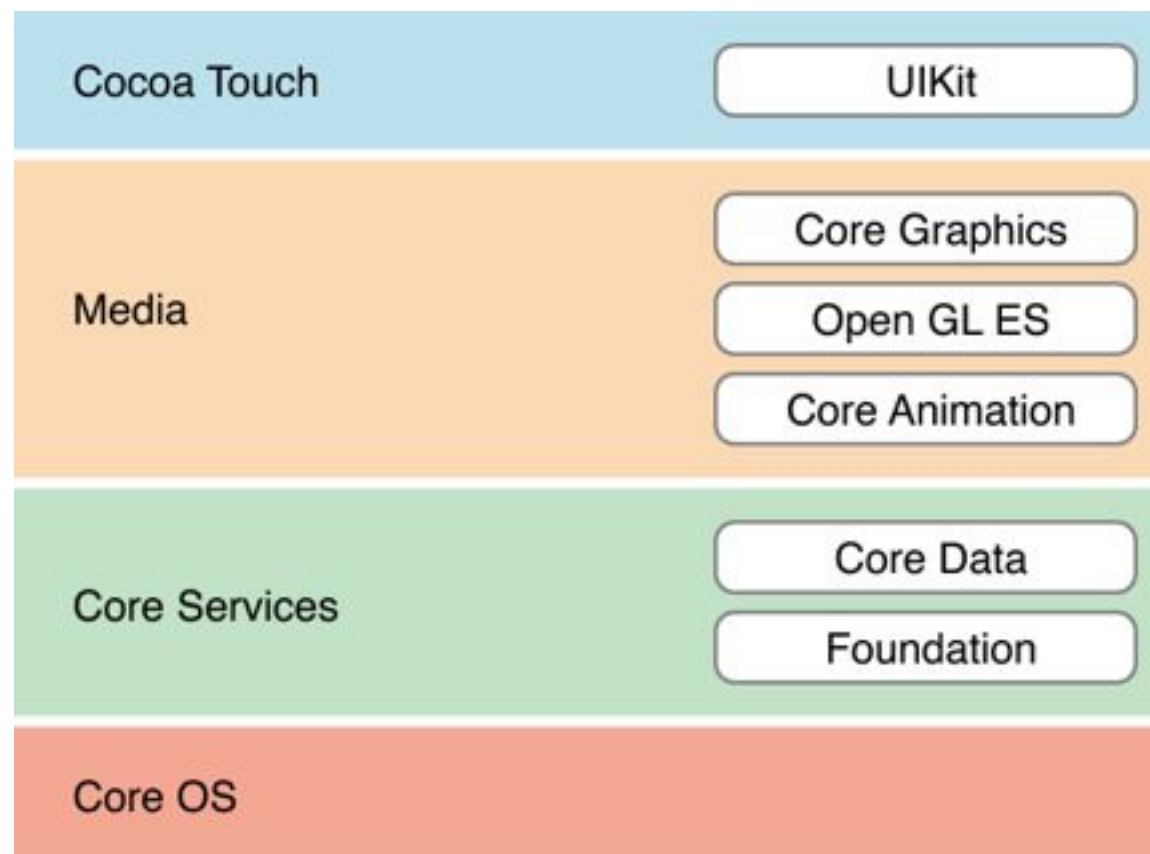 Cocoa Touch
UIKit
Media
Core Graphics
Open GL ES
Core Animation
Core Services
Core Data
Foundation
Core OS